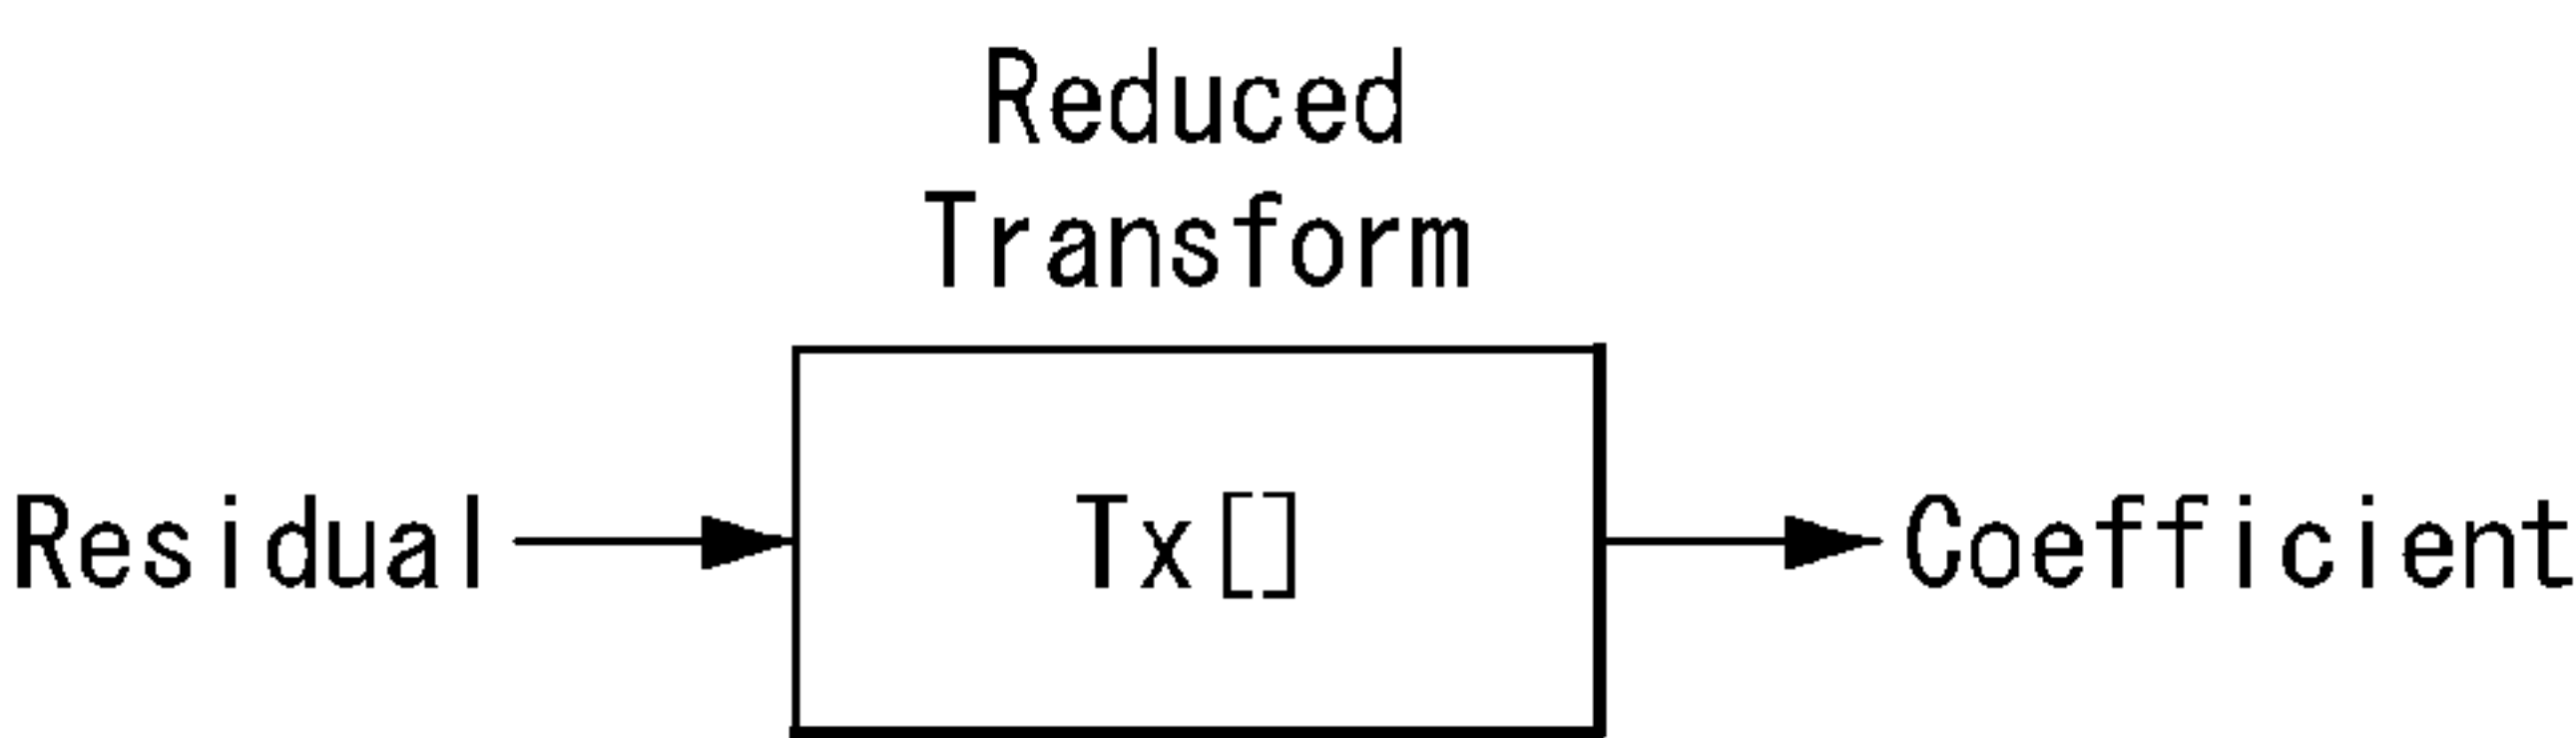 Reduced
Transform
Residual
Tx[]
Coefficient